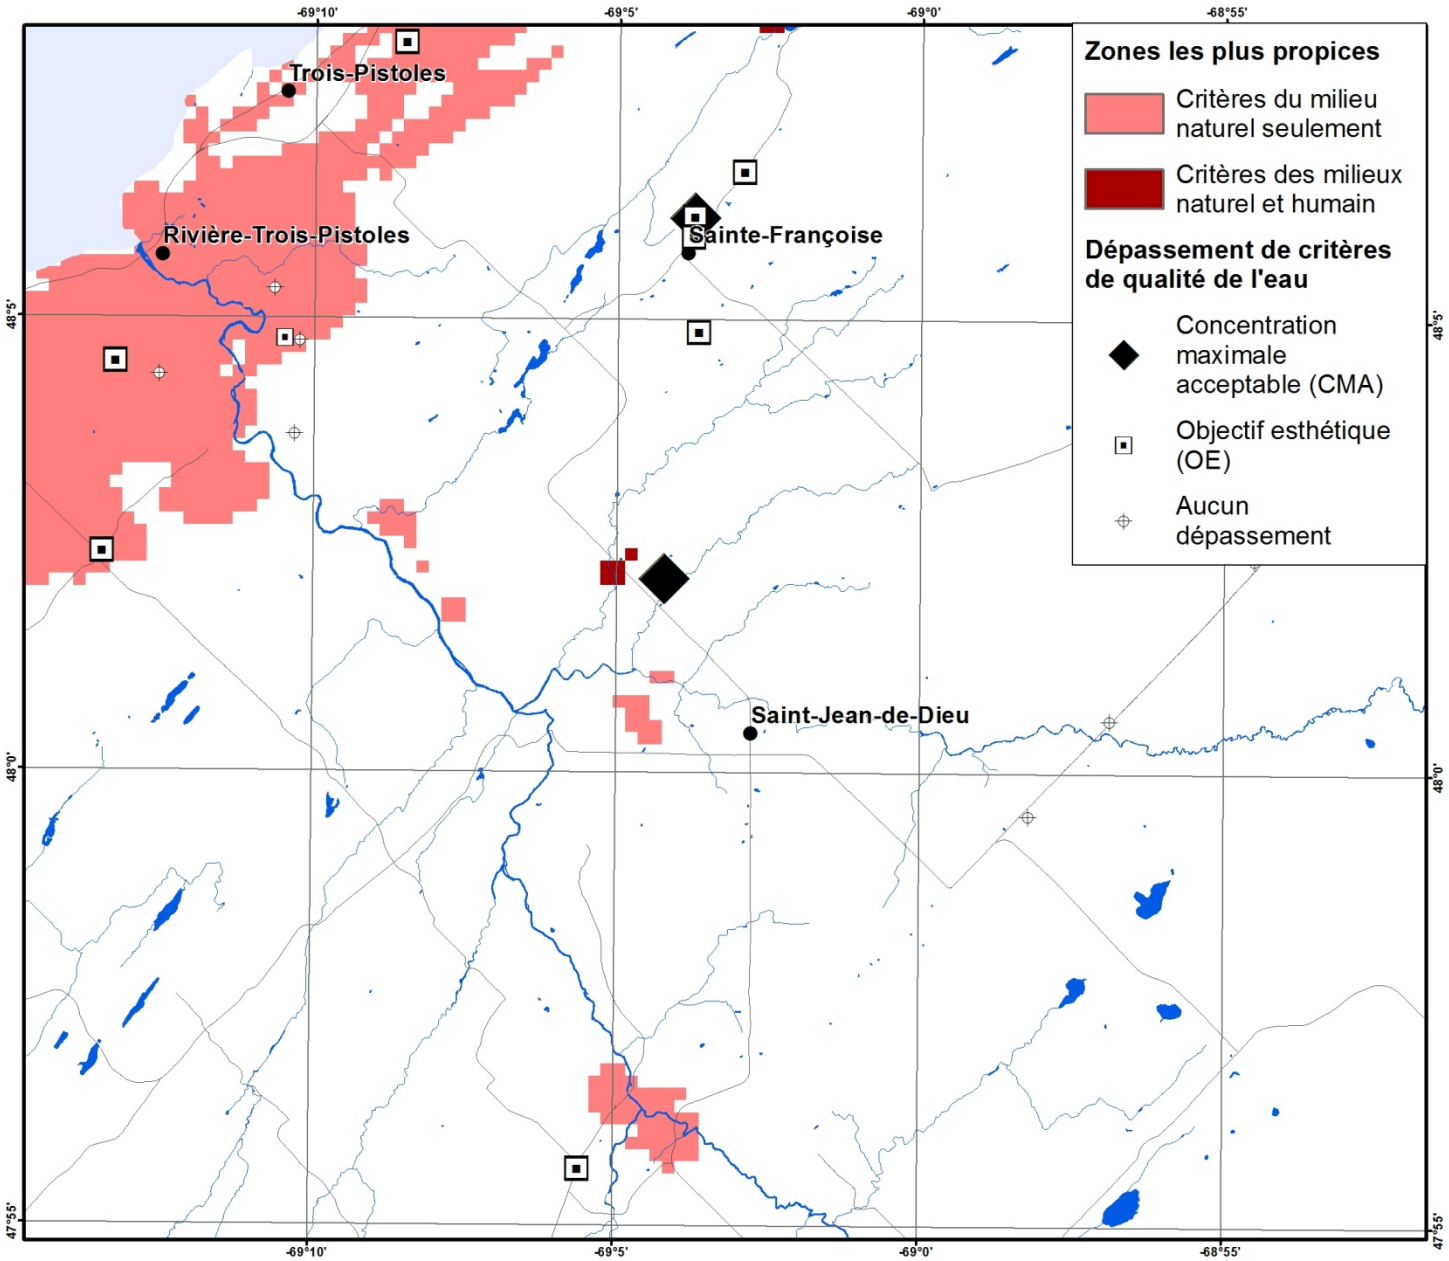 -69°10'
-69°5'
-69°0'
-68°55'
Trois-Pistoles
Rivière-Trois-Pistoles
Sainte-Françoise
Saint-Jean-de-Dieu
Zones les plus propices
Critères du milieu
naturel seulement
Critères des milieux
naturel et humain
Dépassement de critères
de qualité de l'eau
Concentration
maximale
acceptable (CMA)
Objectif esthétique
(OE)
Aucun
dépassement
48°5'
48°5'
48°0'
48°0'
47°55'
47°55'
-69°10'
-69°5'
-69°0'
-68°55'